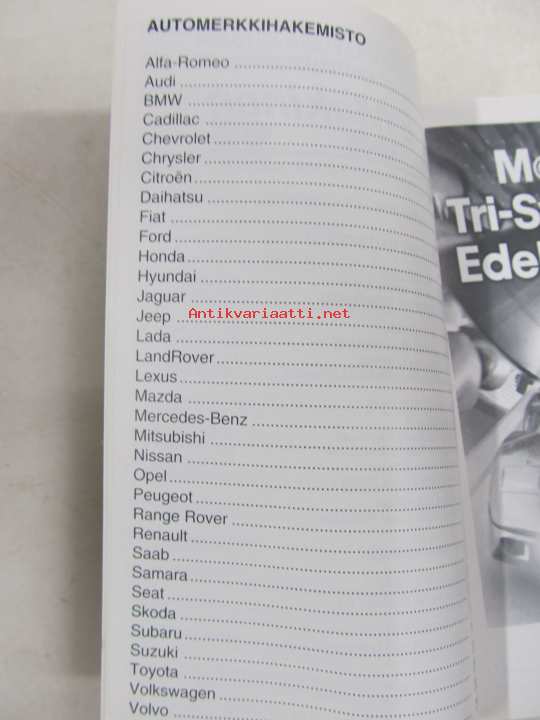 AUTOMERKKIHAKEMISTO
Alfa-Romeo
Audi
BMW
Cadillac
Chevrolet
Chrysler
Citroën
Daihatsu
Fiat
Ford
Honda
Hyundai
Jaguar
Jeep
Lada
LandRover
Lexus
Mazda
Mercedes-Benz
Mitsubishi
Nissan
Opel
Peugeot
Range Rover
Renault
Saab
Samara
Seat
Skoda
Subaru
Suzuki
Toyota
Volkswagen
Volvo
Antikvariaatti.net
Tri-S
Edel